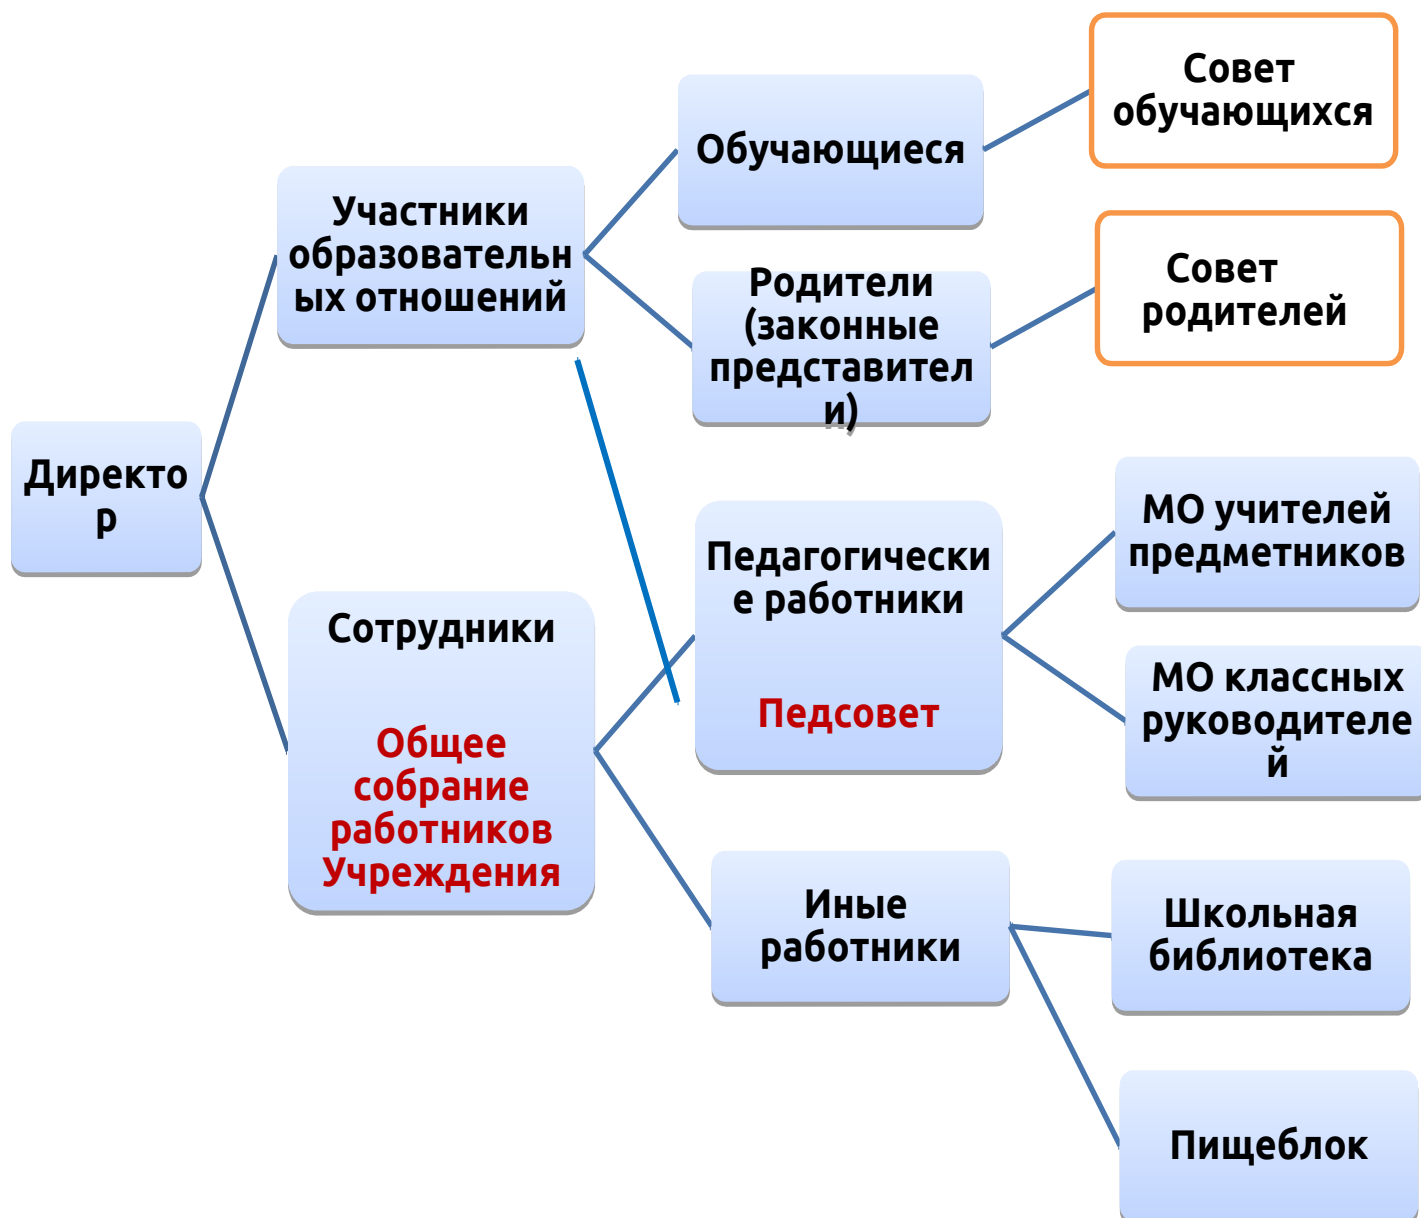 Директо
р
Участники
образовательн
ых отношений
Сотрудники
Общее
собрание
работников
Учреждения
Обучающиеся
Родители
(законные
представител
и)
Педагогически
е работники
Педсовет
Иные
работники
Совет
обучающихся
Совет
родителей
МО учителей
предметников
МО классных
руководителе
й
Школьная
библиотека
Пищеблок